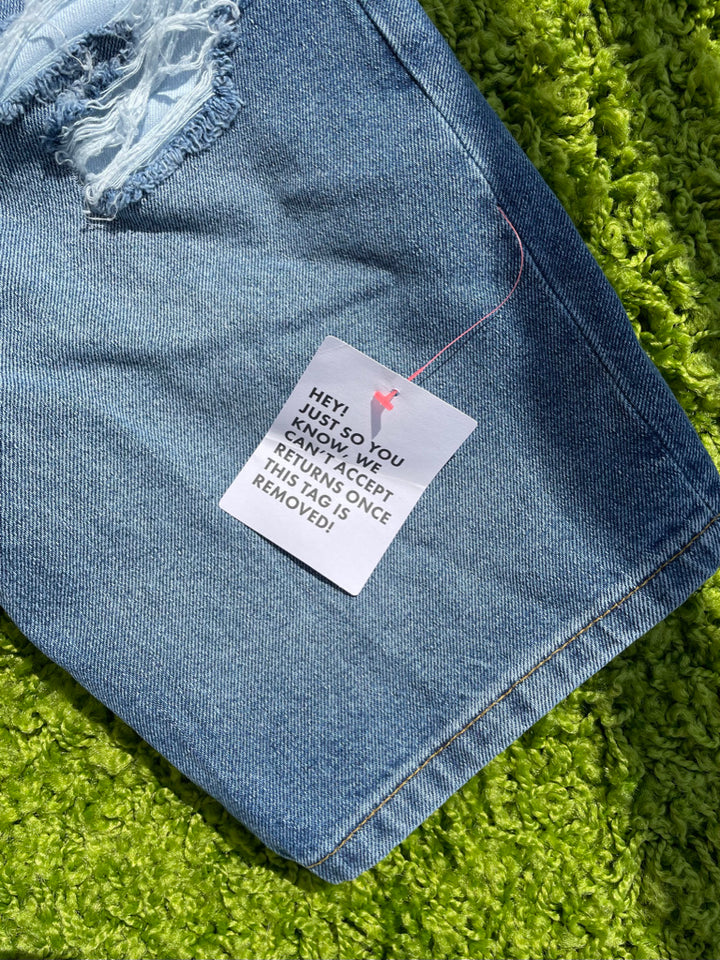 HEY!
JUST SO YOU
KNOW, WE
CAN'T ACCEPT
RETURNS ONCE
THIS TAG IS
REMOVED!